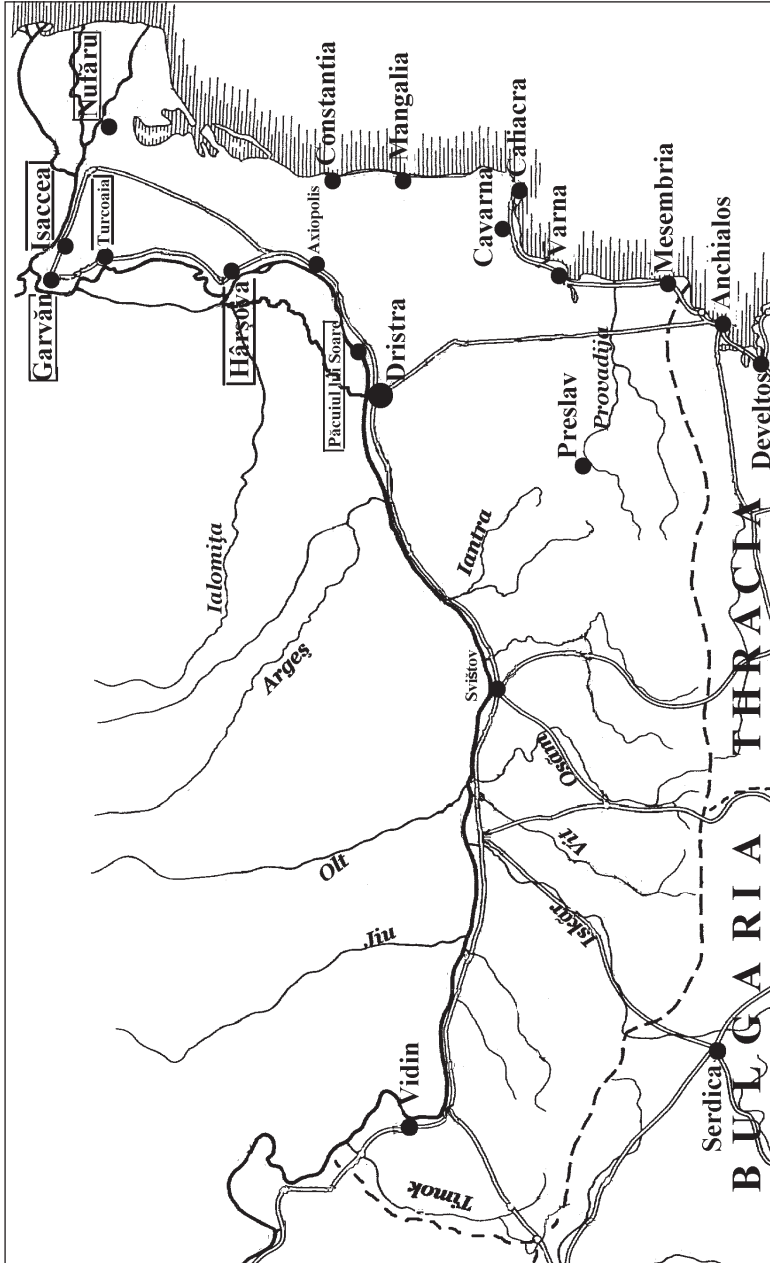 Nufăru
Isaccea
Turcoaia
Garvăn
Hârșova
Axiopolis
Constantia
Mangalia
Cavarna
Caliacra
Varna
Mesembria
Anchialos
Develtos
Păcuiul lui Soare
Dristra
Preslav
Provadija
Ialomița
Argeș
Iantra
Svištov
Osăm
Vit
Iskăr
Olt
Jiu
Vidin
Timok
Serdica
BULGARIA
THRACIA